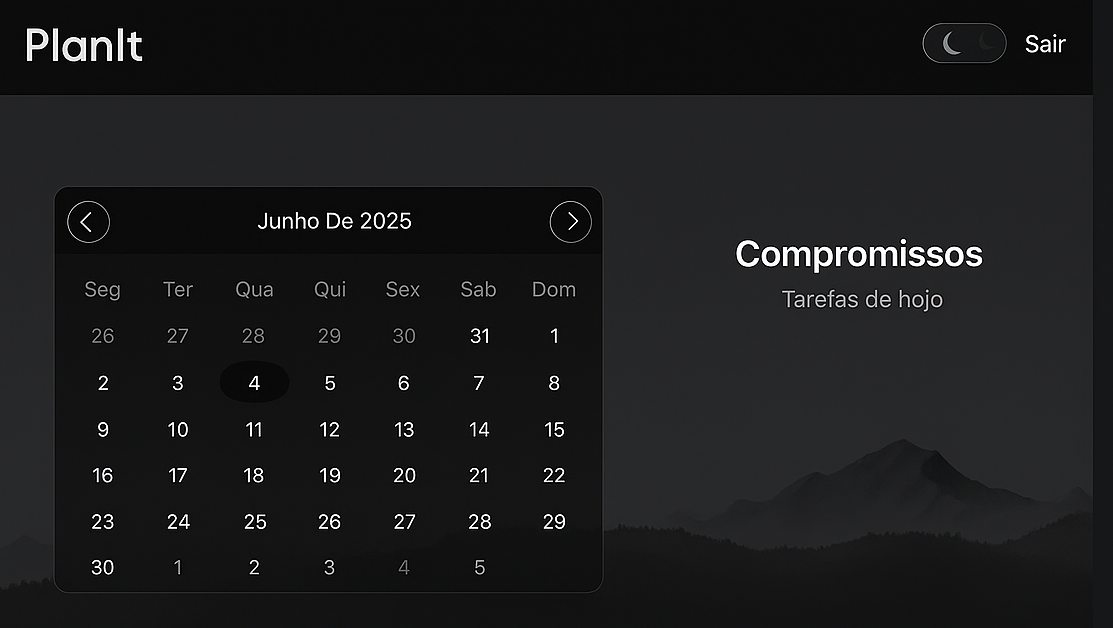 PlanIt
Sair
Junho De 2025
Seg Ter Qua Qui Sex Sab Dom
26 27 28 29 30 31 1
2 3 4 5 6 7 8
9 10 11 12 13 14 15
16 17 18 19 20 21 22
23 24 25 26 27 28 29
30 1 2 3 4 5
Compromissos
Tarefas de hojo